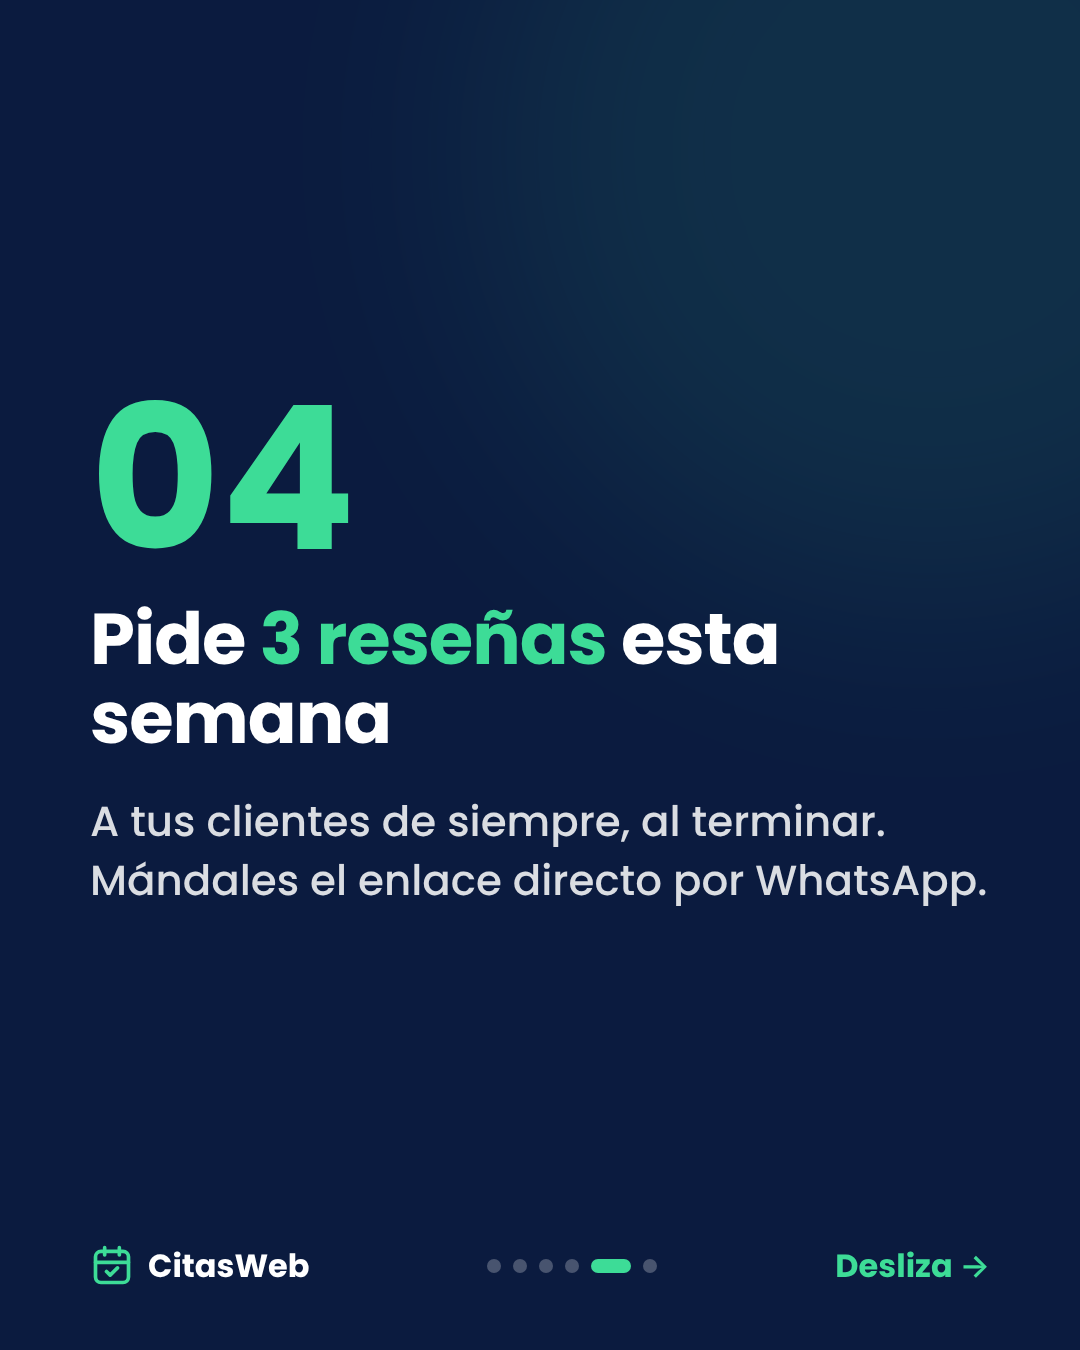 04
Pide 3 reseñas esta
semana
A tus clientes de siempre, al terminar.
Mándales el enlace directo por WhatsApp.
CitasWeb
Desliza →